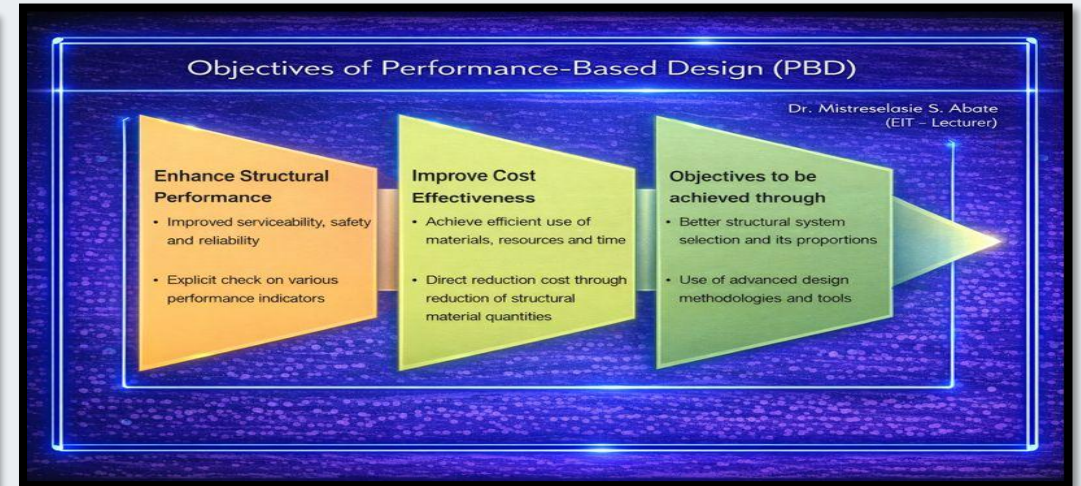 Objectives of Performance-Based Design (PBD)
Dr. Mistreselasie S. Abate
(EIT – Lecturer)
Enhance Structural
Performance
• Improved serviceability, safety
and reliability
• Explicit check on various
performance indicators
Improve Cost
Effectiveness
• Achieve efficient use of
materials, resources and time
• Direct reduction cost through
reduction of structural
material quantities
Objectives to be
achieved through
• Better structural system
selection and its proportions
• Use of advanced design
methodologies and tools